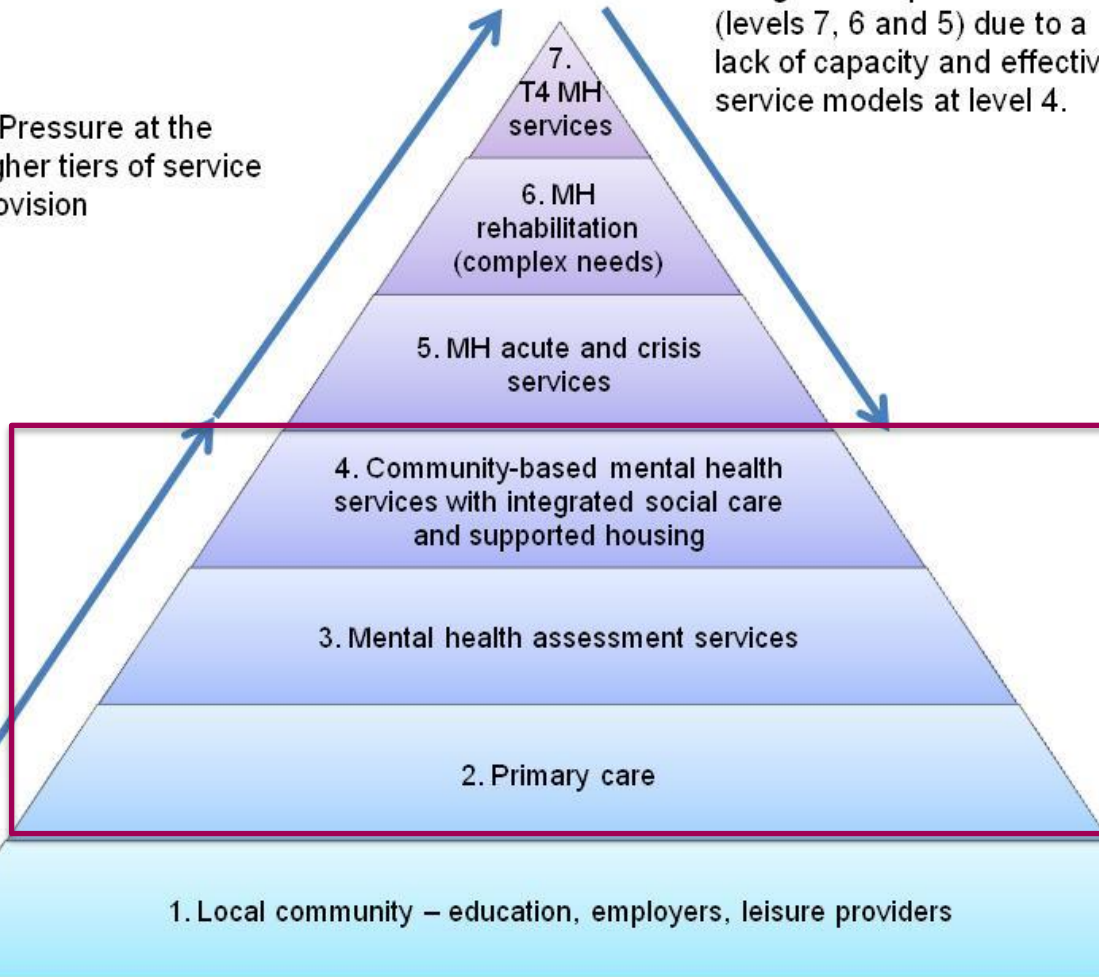 (levels 7, 6 and 5) due to a
lack of capacity and effectiv
service models at level 4.
Pressure at the
gher tiers of service
ovision
7.
T4 MH
services
6. MH
rehabilitation
(complex needs)
5. MH acute and crisis
services
4. Community-based mental health
services with integrated social care
and supported housing
3. Mental health assessment services
2. Primary care
1. Local community – education, employers, leisure providers